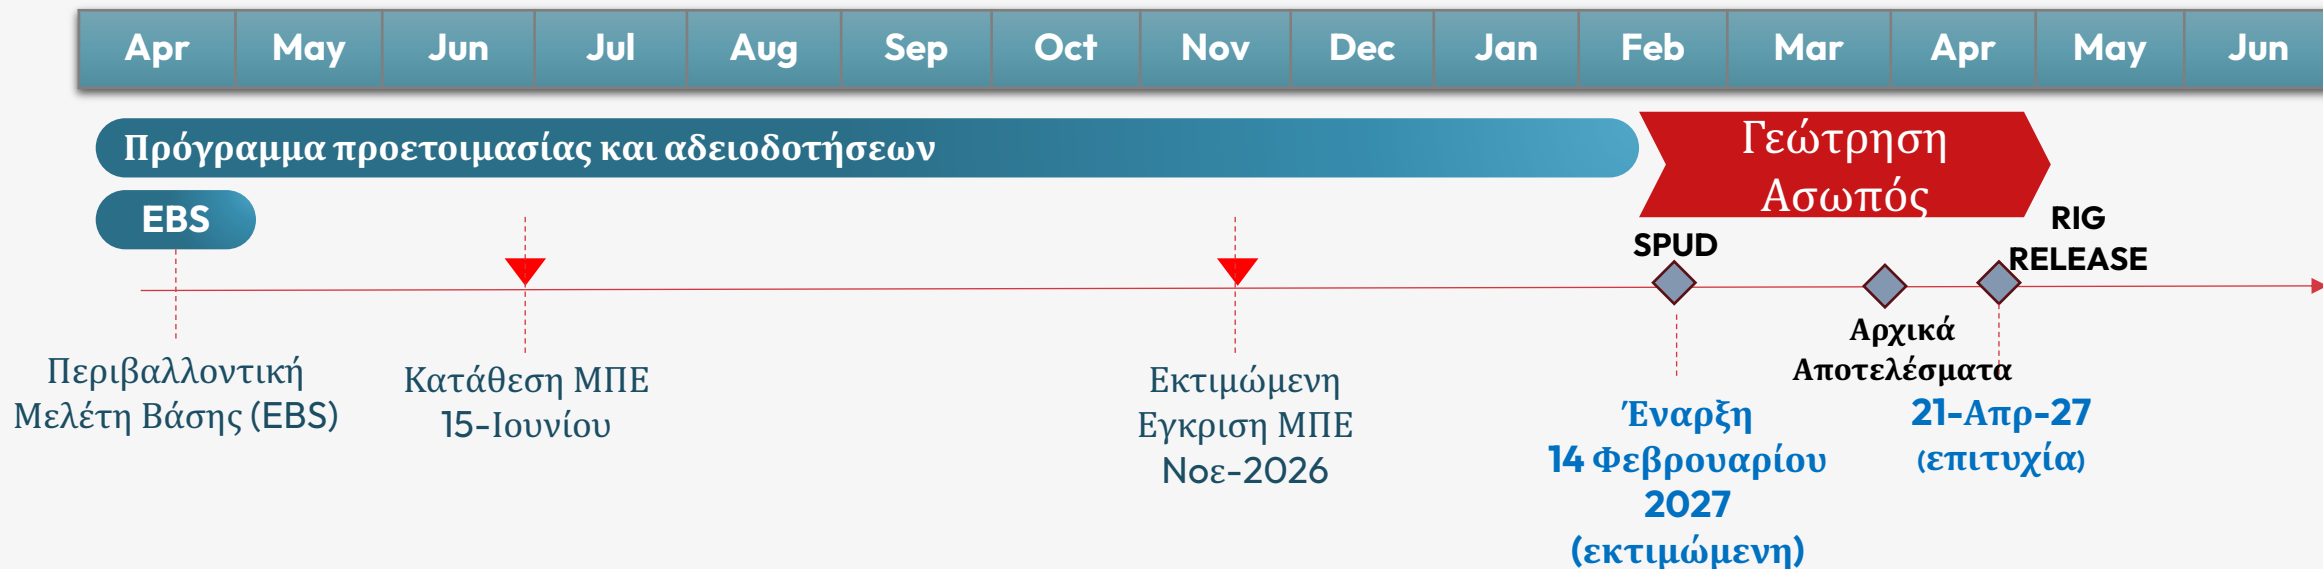 Apr May Jun Jul Aug Sep Oct Nov Dec Jan Feb Mar Apr May Jun
Πρόγραμμα προετοιμασίας και αδειοδοτήσεων
Γεώτρηση
Ασωπός
EBS
SPUD
RIG
RELEASE
Περιβαλλοντική
Μελέτη Βάσης (EBS)
Κατάθεση ΜΠΕ
15-Ιουνίου
Εκτιμώμενη
Εγκριση ΜΠΕ
Νοε-2026
Έναρξη
14 Φεβρουαρίου
2027
(εκτιμώμενη)
Αρχικά
Αποτελέσματα
21-Απρ-27
(επιτυχία)